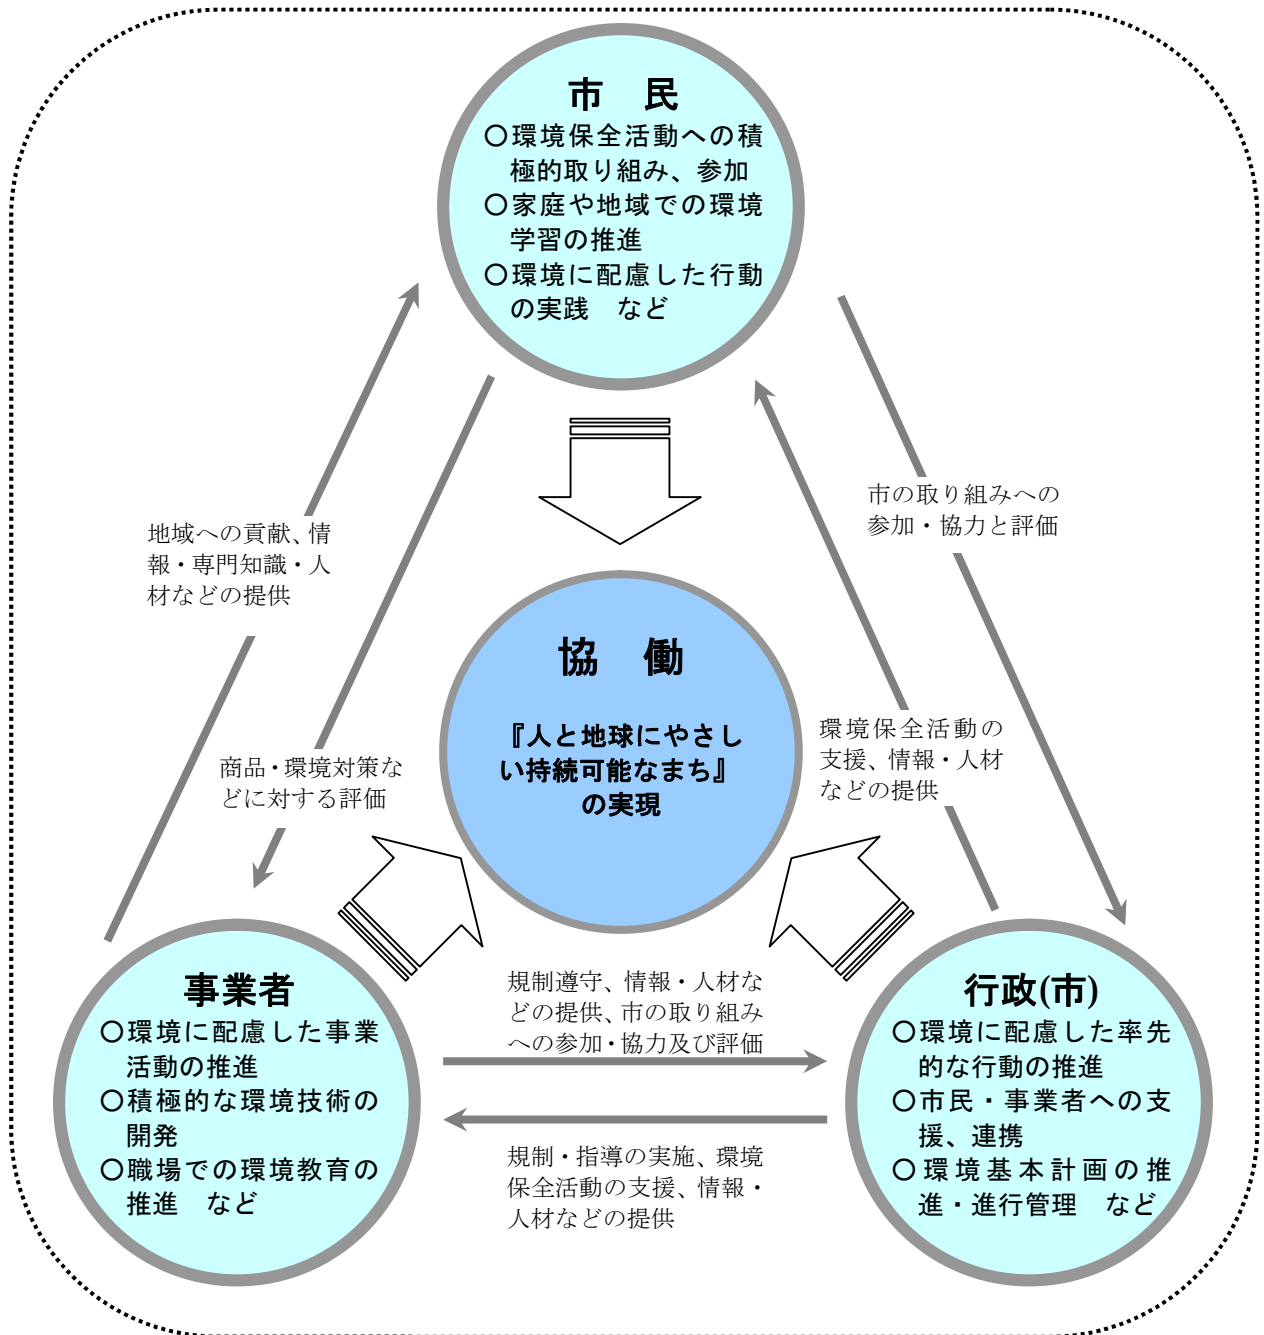 市　民
〇環境保全活動への積
極的取り組み、参加
〇家庭や地域での環境
学習の推進
〇環境に配慮した行動
の実践　など
市の取り組みへの
参加・協力と評価
地域への貢献、情
報・専門知識・人
材などの提供
協　働
『人と地球にやさし
い持続可能なまち』
の実現
環境保全活動の
支援、情報・人材
などの提供
商品・環境対策な
どに対する評価
事業者
〇環境に配慮した事業
活動の推進
〇積極的な環境技術の
開発
〇職場での環境教育の
推進　など
規制遵守、情報・人材な
どの提供、市の取り組み
への参加・協力及び評価
規制・指導の実施、環境
保全活動の支援、情報・
人材などの提供
行政(市)
〇環境に配慮した率先
的な行動の推進
〇市民・事業者への支
援、連携
〇環境基本計画の推
進・進行管理　など